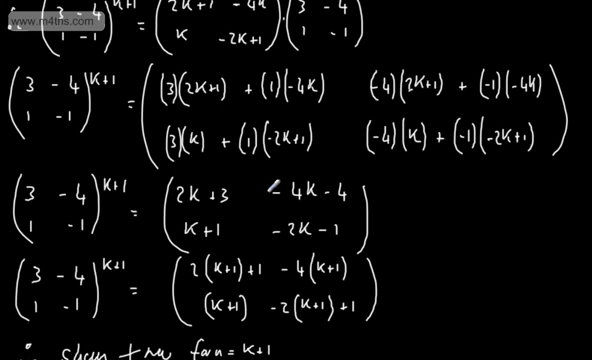 ∴ (3 -4; 1 -1)^K+1 = (2K+1 -4K; K -2K+1) · (3 -4; 1 -1)
www.m4tns.com
(3 -4; 1 -1)^K+1 = ((3)(2K+1) + (1)(-4K) (-4)(2K+1) + (-1)(-4K); (3)(K) + (1)(-2K+1) (-4)(K) + (-1)(-2K+1))
(3 -4; 1 -1)^K+1 = (2K+3 -4K-4; K+1 -2K-1)
(3 -4; 1 -1)^K+1 = (2(K+1)+1 -4(K+1); (K+1) -2(K+1)+1)
∴ shown true for n = K+1